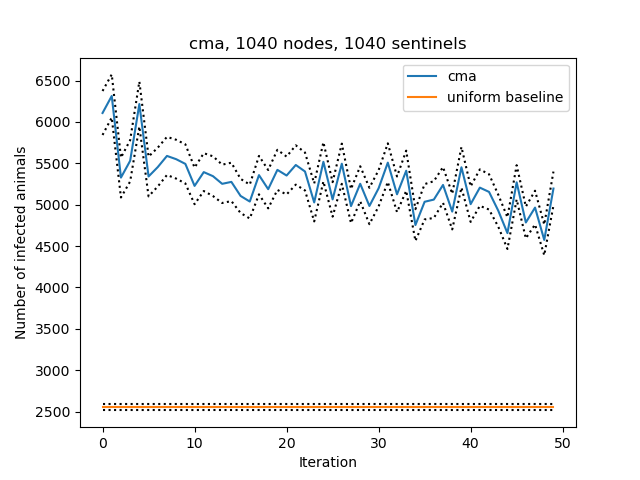 cma, 1040 nodes, 1040 sentinels
cma
uniform baseline
Number of infected animals
6500
6000
5500
5000
4500
4000
3500
3000
2500
0 10 20 30 40 50
Iteration